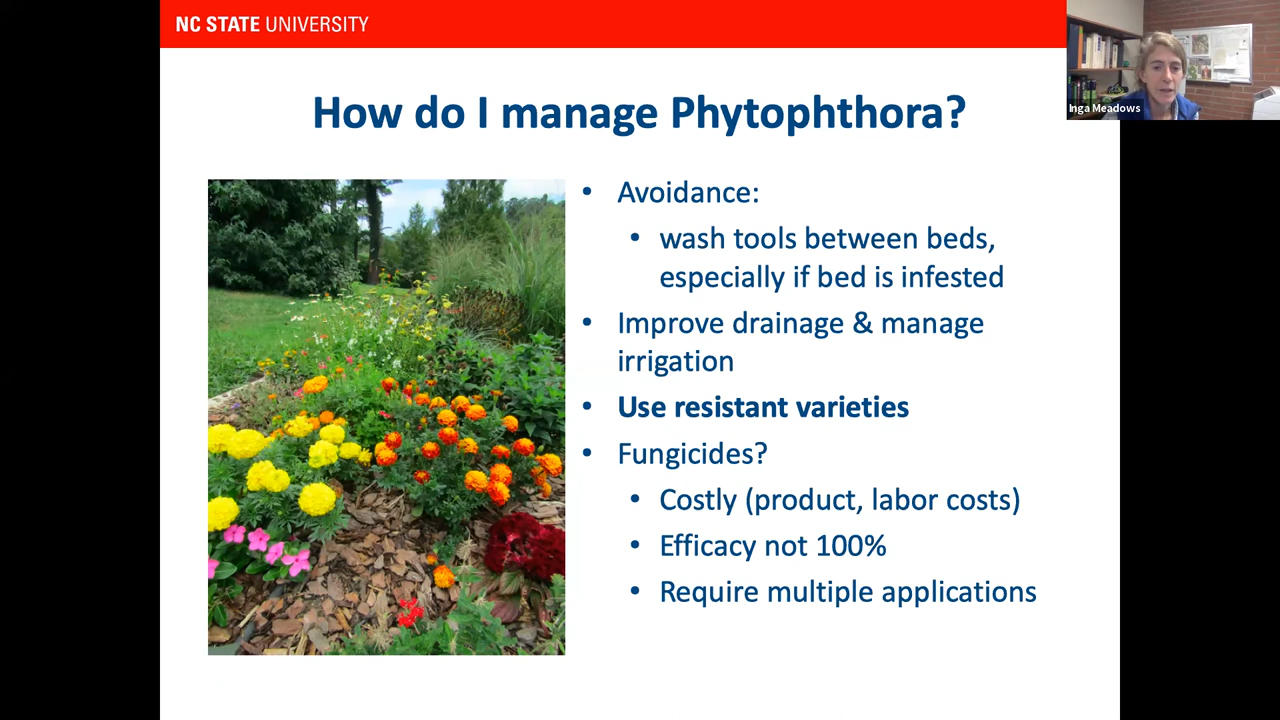 NC STATE UNIVERSITY
Inga Meadows
How do I manage Phytophthora?
• Avoidance:
• wash tools between beds,
especially if bed is infested
• Improve drainage & manage
irrigation
• Use resistant varieties
• Fungicides?
• Costly (product, labor costs)
• Efficacy not 100%
• Require multiple applications